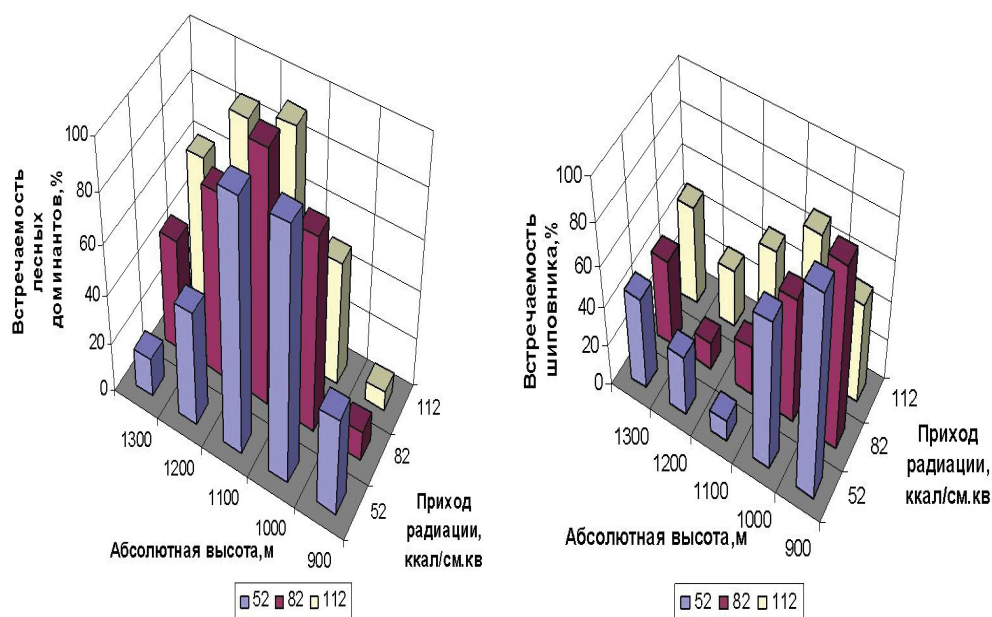 Встречаемость
лесных
доминантов,%
100
80
60
40
20
0
1300
1200
1100
1000
900
Абсолютная высота,м
112
82
52
Приход
радиации,
ккал/см.кв
52 82 112
Встречаемость
шиповника,%
100
80
60
40
20
0
1300
1200
1100
1000
900
Абсолютная высота,м
112
82
52
Приход
радиации,
ккал/см.кв
52 82 112